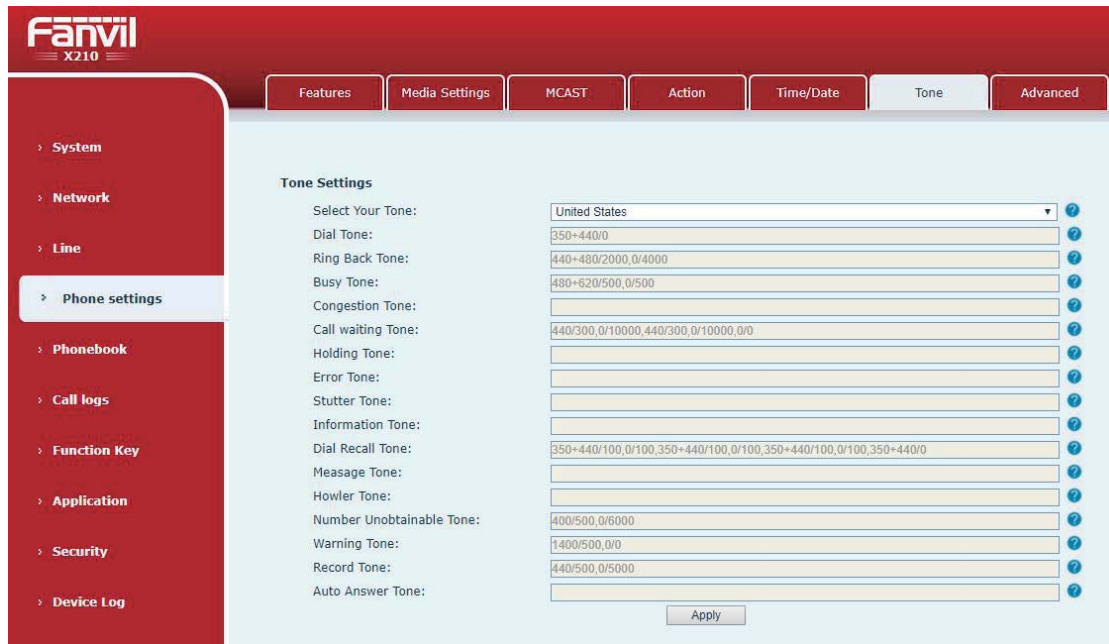 Fanvil
X210
Features Media Settings MCAST Action Time/Date Tone Advanced
› System
› Network
› Line
› Phone settings
› Phonebook
› Call logs
› Function Key
› Application
› Security
› Device Log
Tone Settings
Select Your Tone: United States
Dial Tone: 350+440/0
Ring Back Tone: 440+480/2000,0/4000
Busy Tone: 480+620/500,0/500
Congestion Tone:
Call waiting Tone: 440/300,0/10000,440/300,0/10000,0/0
Holding Tone:
Error Tone:
Stutter Tone:
Information Tone:
Dial Recall Tone: 350+440/100,0/100,350+440/100,0/100,350+440/100,0/100,350+440/0
Meassage Tone:
Howler Tone:
Number Unobtainable Tone: 400/500,0/6000
Warning Tone: 1400/500,0/0
Record Tone: 440/500,0/5000
Auto Answer Tone:
Apply